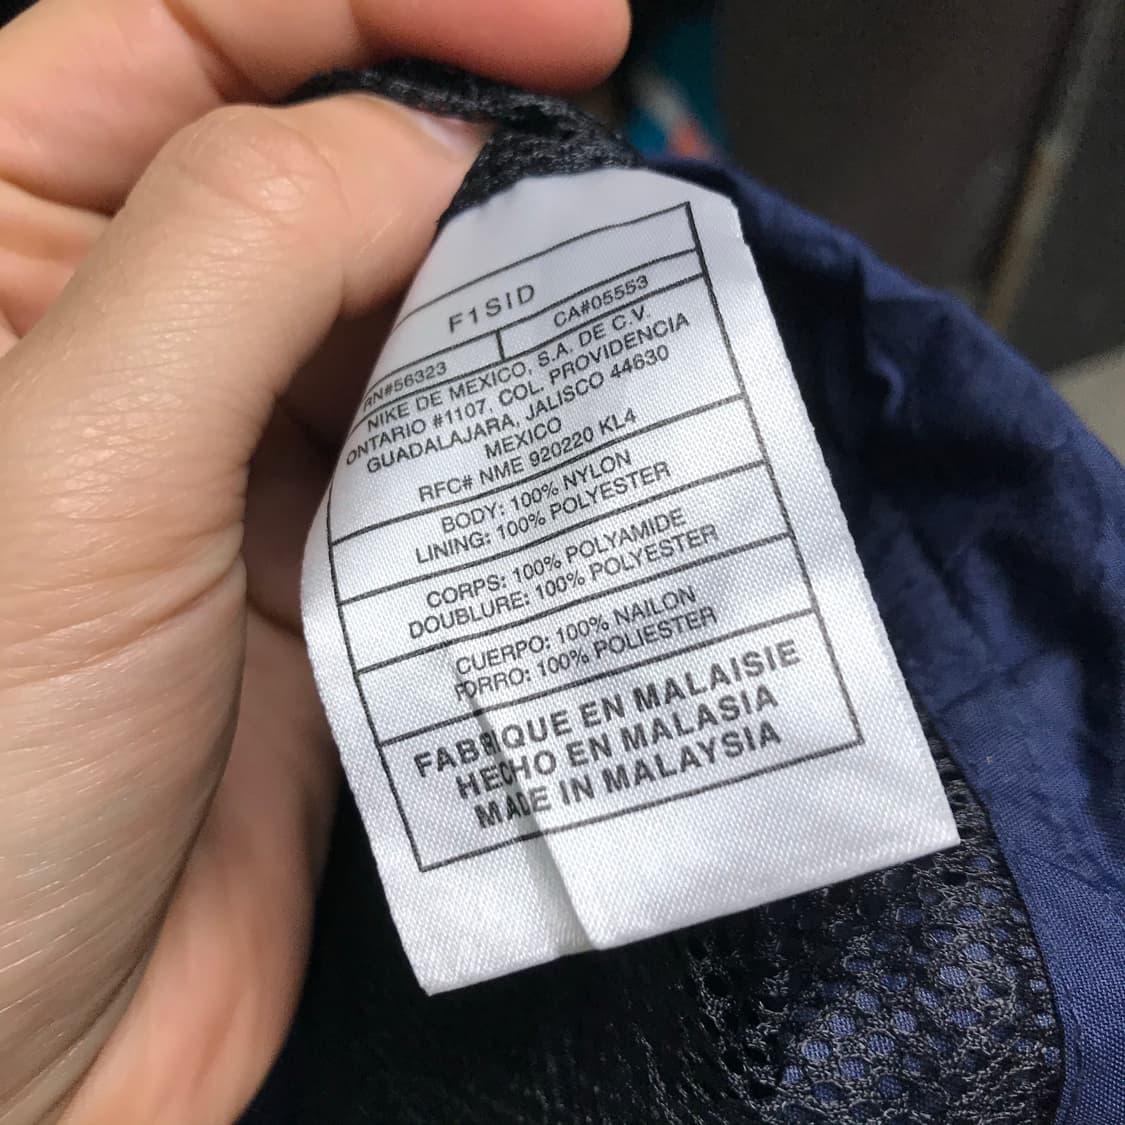 F1SID
RN#56323 CA#05553
NIKE DE MEXICO, S.A. DE C.V.
ONTARIO #1107, COL. PROVIDENCIA
GUADALAJARA, JALISCO 44630
MEXICO
RFC# NME 920220 KL4
BODY: 100% NYLON
LINING: 100% POLYESTER
CORPS: 100% POLYAMIDE
DOUBLURE: 100% POLYESTER
CUERPO: 100% NAILON
FORRO: 100% POLIESTER
FABRIQUE EN MALAISIE
HECHO EN MALASIA
MADE IN MALAYSIA